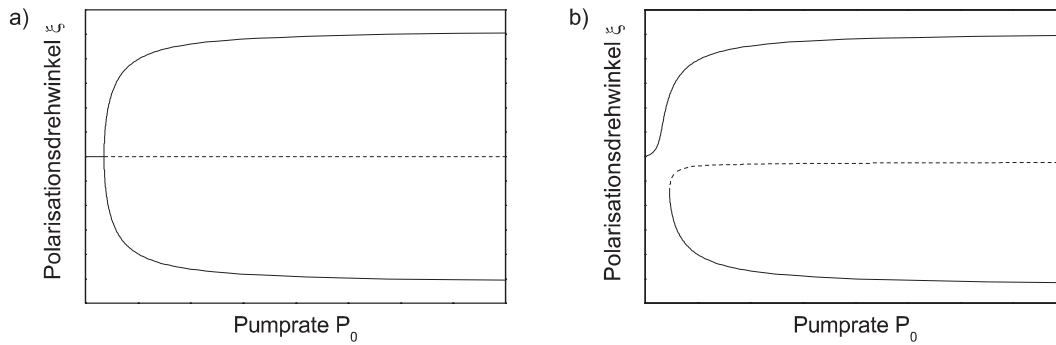 a)
Polarisationsdrehwinkel ξ
Pumprate P₀
b)
Polarisationsdrehwinkel ξ
Pumprate P₀